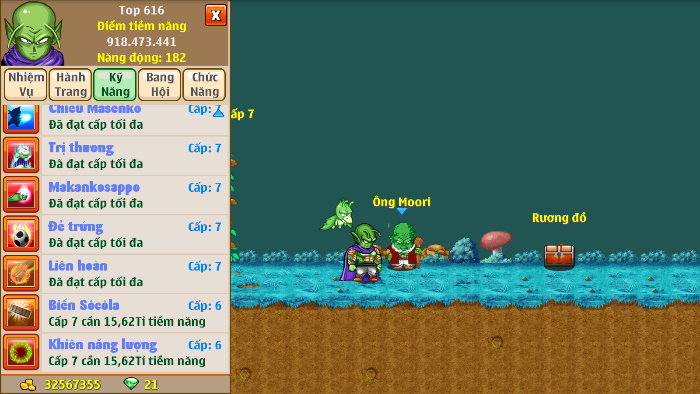 Top 616
Điểm tiềm năng
918.473.441
Năng động: 182
X
Nhiệm Vụ
Hành Trang
Kỹ Năng
Bang Hội
Chức Năng
Chiêu Masenko Cấp: 7
Đã đạt cấp tối đa
ấp 7
Trị thương Cấp: 7
Đã đạt cấp tối đa
Makankosappo Cấp: 7
Đã đạt cấp tối đa
Đẻ trứng Cấp: 7
Đã đạt cấp tối đa
Liên hoàn Cấp: 7
Đã đạt cấp tối đa
Biến Sôcôla Cấp: 6
Cấp 7 cần 15,62Tỉ tiềm năng
Khiên năng lượng Cấp: 6
Cấp 7 cần 15,62Tỉ tiềm năng
32567355 21
Ông Moori
Rương đồ